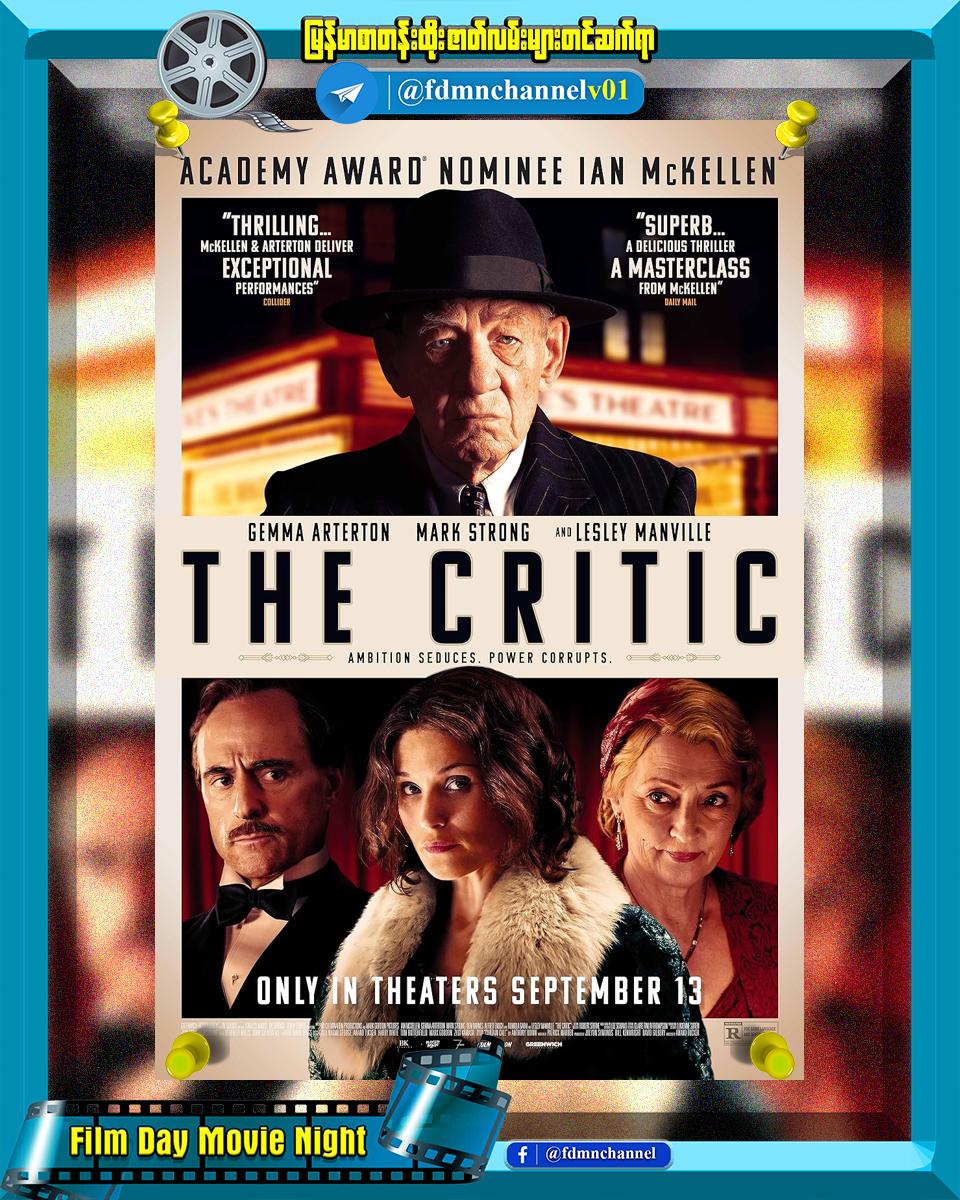 မြန်မာစာတန်းထိုးဇာတ်လမ်းများတင်ဆက်ရာ
@fdmnchannelv01
ACADEMY AWARD® NOMINEE IAN McKELLEN
"THRILLING...
McKELLEN & ARTERTON DELIVER
EXCEPTIONAL
PERFORMANCES"
COLLIDER
"SUPERB...
A DELICIOUS THRILLER
A MASTERCLASS
FROM McKELLEN"
DAILY MAIL
THEATRE
'S THEATRE
GEMMA ARTERTON MARK STRONG AND LESLEY MANVILLE
THE CRITIC
AMBITION SEDUCES. POWER CORRUPTS.
ONLY IN THEATERS SEPTEMBER 13
R
BK
GREENWICH
Film Day Movie Night
f @fdmnchannel